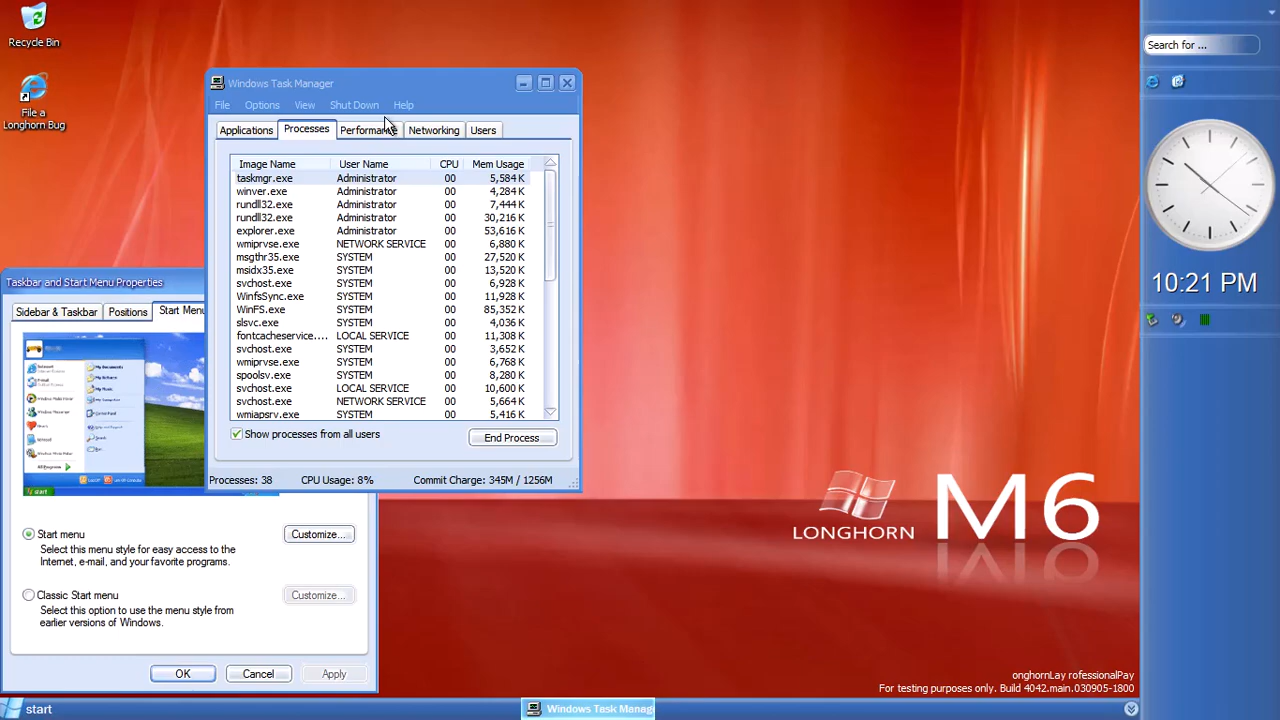 Recycle Bin
File a
Longhorn Bug
Windows Task Manager
File Options View Shut Down Help
Applications Processes Performance Networking Users
Image Name User Name CPU Mem Usage
taskmgr.exe Administrator 00 5,584 K
winver.exe Administrator 00 4,284 K
rundll32.exe Administrator 00 7,444 K
rundll32.exe Administrator 00 30,216 K
explorer.exe Administrator 00 53,616 K
wmiprvse.exe NETWORK SERVICE 00 6,880 K
msgthr35.exe SYSTEM 00 27,520 K
msidx35.exe SYSTEM 00 13,520 K
svchost.exe SYSTEM 00 6,928 K
WinfsSync.exe SYSTEM 00 11,928 K
WinFS.exe SYSTEM 00 85,352 K
slsvc.exe SYSTEM 00 4,036 K
fontcacheservice.... LOCAL SERVICE 00 11,308 K
svchost.exe SYSTEM 00 3,652 K
wmiprvse.exe SYSTEM 00 6,768 K
spoolsv.exe SYSTEM 00 8,280 K
svchost.exe LOCAL SERVICE 00 1,600 K
svchost.exe NETWORK SERVICE 00 5,664 K
wmiapsrv.exe SYSTEM 00 5,416 K
Show processes from all users End Process
Processes: 38 CPU Usage: 8% Commit Charge: 345M / 1256M
Taskbar and Start Menu Properties
Sidebar & Taskbar Positions Start Menu
Start menu Customize...
Select this menu style for easy access to the
Internet, e-mail, and your favorite programs.
Classic Start menu Customize...
Select this option to use the menu style from
earlier versions of Windows.
OK Cancel Apply
Search for ...
10:21 PM
LONGHORN M6
onghornLay rofessionalPay
For testing purposes only. Build 4042.main.030905-1800
start Windows Task Manag